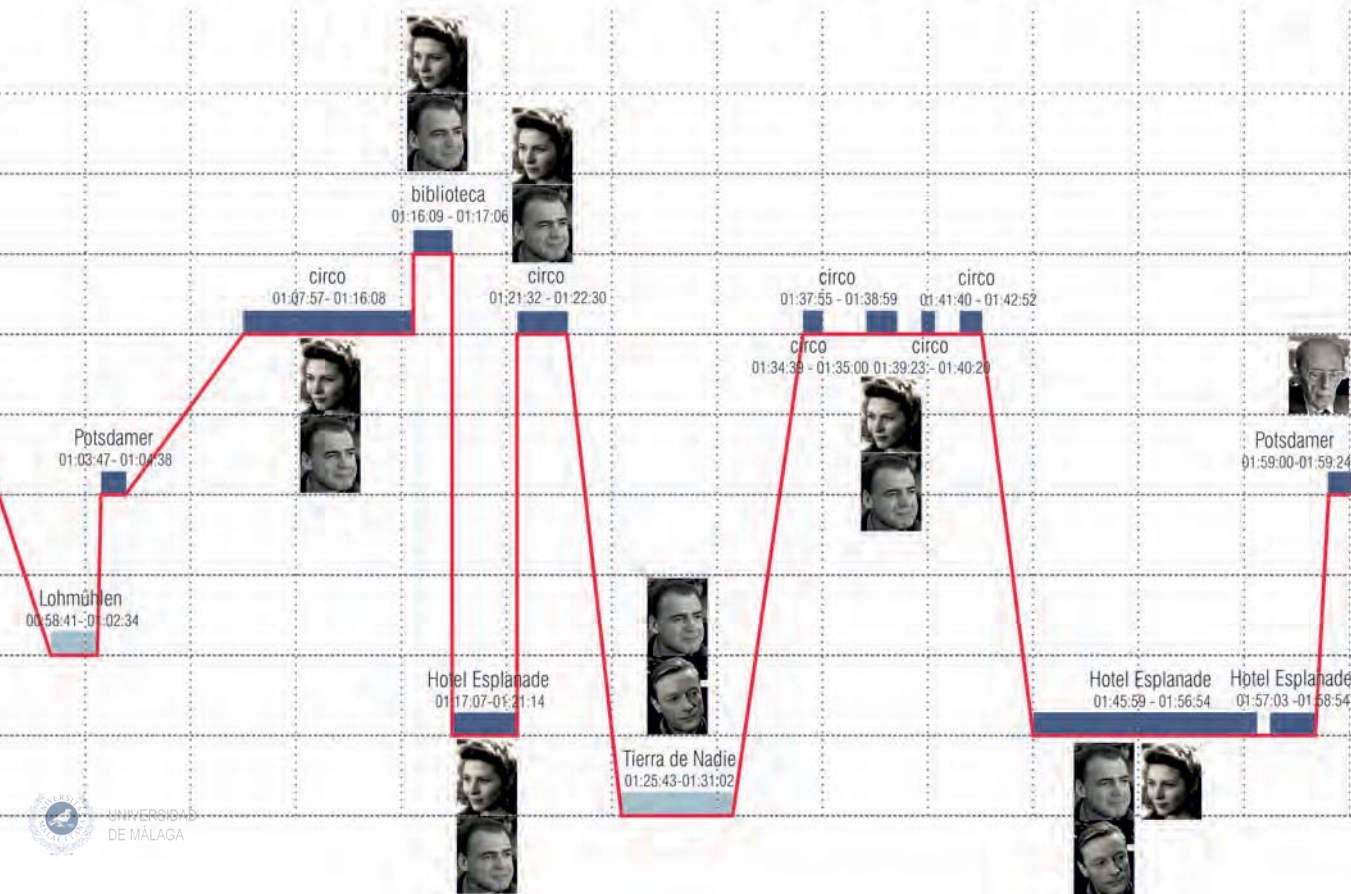 biblioteca
01:16:09 - 01:17:06
circo
01:07:57- 01:16:08
circo
01:21:32 - 01:22:30
circo
01:37:55 - 01:38:59
circo
01:41:40 - 01:42:52
circo
01:34:39 - 01:35:00
circo
01:39:23- 01:40:20
Potsdamer
01:03:47- 01:04:38
Potsdamer
01:59:00-01:59:24
Lohmühlen
00:58:41- 01:02:34
Hotel Esplanade
01:17:07-01:21:14
Hotel Esplanade
01:45:59 - 01:56:54
Hotel Esplanade
01:57:03 -01:58:54
Tierra de Nadie
01:25:43-01:31:02
UNIVERSIDAD
DE MÁLAGA